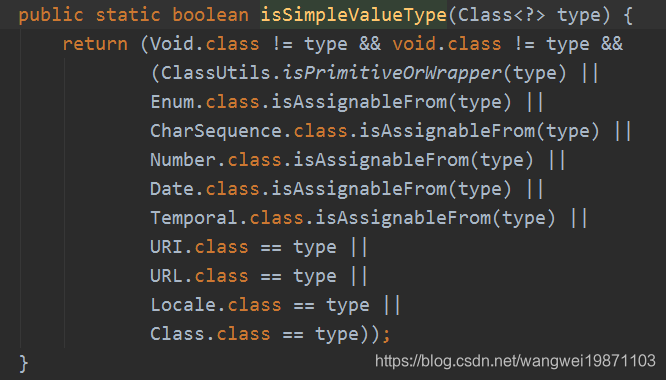 public static boolean isSimpleValueType(Class<?> type) {
    return (Void.class != type && void.class != type &&
            (ClassUtils.isPrimitiveOrWrapper(type) ||
            Enum.class.isAssignableFrom(type) ||
            CharSequence.class.isAssignableFrom(type) ||
            Number.class.isAssignableFrom(type) ||
            Date.class.isAssignableFrom(type) ||
            Temporal.class.isAssignableFrom(type) ||
            URI.class == type ||
            URL.class == type ||
            Locale.class == type ||
            Class.class == type));
}
https://blog.csdn.net/wangwei19871103